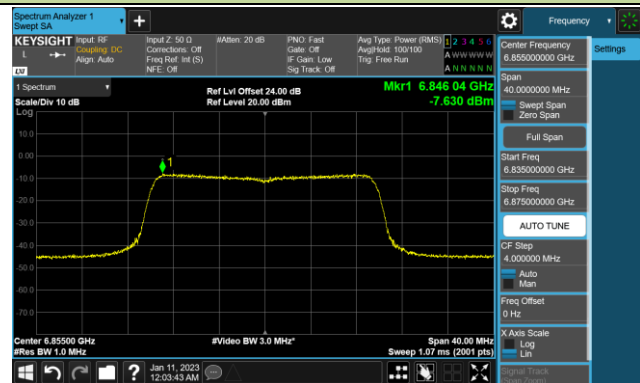 Spectrum Analyzer 1
Swept SA
Frequency
KEYSIGHT
Input: RF
Coupling: DC
Align: Auto
Input Z: 50 Ω
Corrections: Off
Freq Ref: Int (S)
NFE: Off
#Atten: 20 dB
PNO: Fast
Gate: Off
IF Gain: Low
Sig Track: Off
Avg Type: Power (RMS)
Avg|Hold: 100/100
Trig: Free Run
1 2 3 4 5 6
A W W W W W
A N N N N N
L
LXI
1 Spectrum
Scale/Div 10 dB
Ref Lvl Offset 24.00 dB
Ref Level 20.00 dBm
Mkr1 6.846 04 GHz
-7.630 dBm
Log
10.0
0.00
-10.0
-20.0
-30.0
-40.0
-50.0
-60.0
-70.0
1
Center 6.85500 GHz
#Res BW 1.0 MHz
#Video BW 3.0 MHz*
Span 40.00 MHz
Sweep 1.07 ms (2001 pts)
Jan 11, 2023
12:03:43 AM
Center Frequency
6.855000000 GHz
Span
40.0000000 MHz
Swept Span
Zero Span
Full Span
Start Freq
6.835000000 GHz
Stop Freq
6.875000000 GHz
AUTO TUNE
CF Step
4.000000 MHz
Auto
Man
Freq Offset
0 Hz
X Axis Scale
Log
Lin
Signal Track
(Span Zoom)
Settings